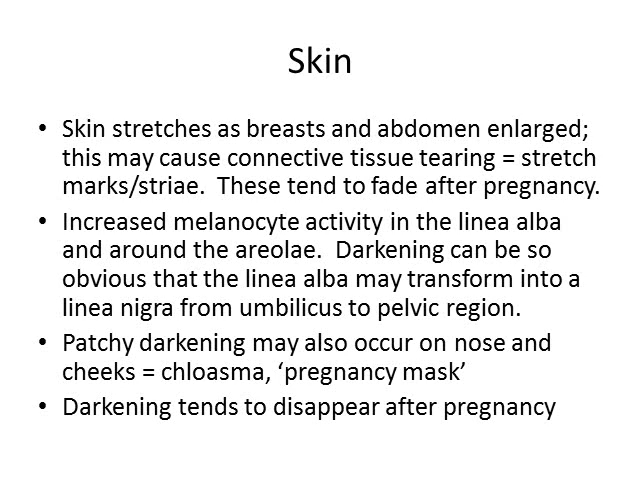 Skin
• Skin stretches as breasts and abdomen enlarged;
this may cause connective tissue tearing = stretch
marks/striae.  These tend to fade after pregnancy.
• Increased melanocyte activity in the linea alba
and around the areolae.  Darkening can be so
obvious that the linea alba may transform into a
linea nigra from umbilicus to pelvic region.
• Patchy darkening may also occur on nose and
cheeks = chloasma, ‘pregnancy mask’
• Darkening tends to disappear after pregnancy